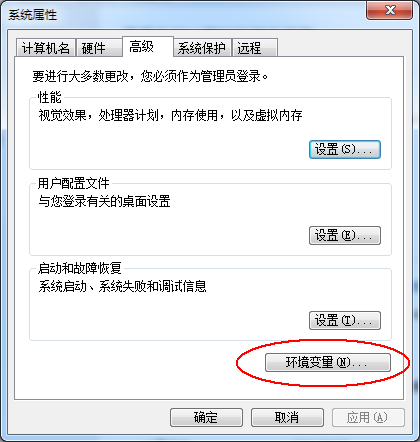 系统属性
计算机名 硬件 高级 系统保护 远程
要进行大多数更改，您必须作为管理员登录。
性能
视觉效果，处理器计划，内存使用，以及虚拟内存
设置(S)...
用户配置文件
与您登录有关的桌面设置
设置(E)...
启动和故障恢复
系统启动、系统失败和调试信息
设置(T)...
环境变量(N)...
确定 取消 应用(A)